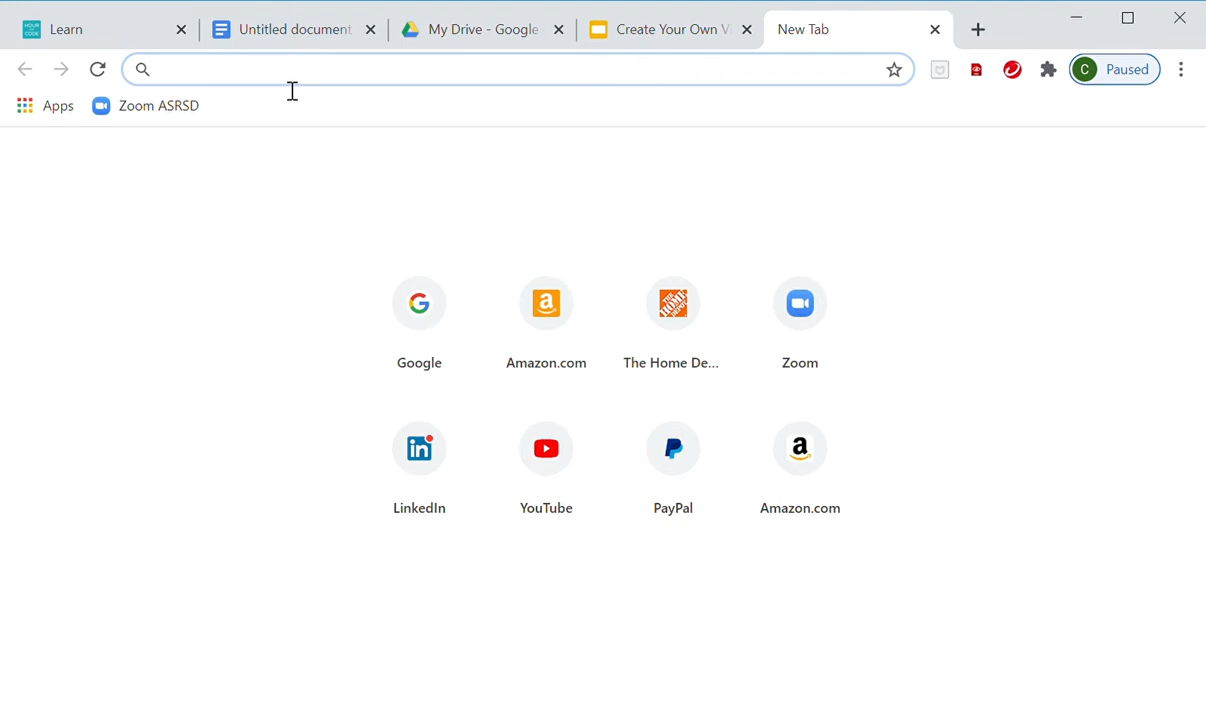 Learn
Untitled document
My Drive - Google
Create Your Own Vi
New Tab
C
Paused
Apps
Zoom ASRSD
Google
Amazon.com
The Home De...
Zoom
LinkedIn
YouTube
PayPal
Amazon.com